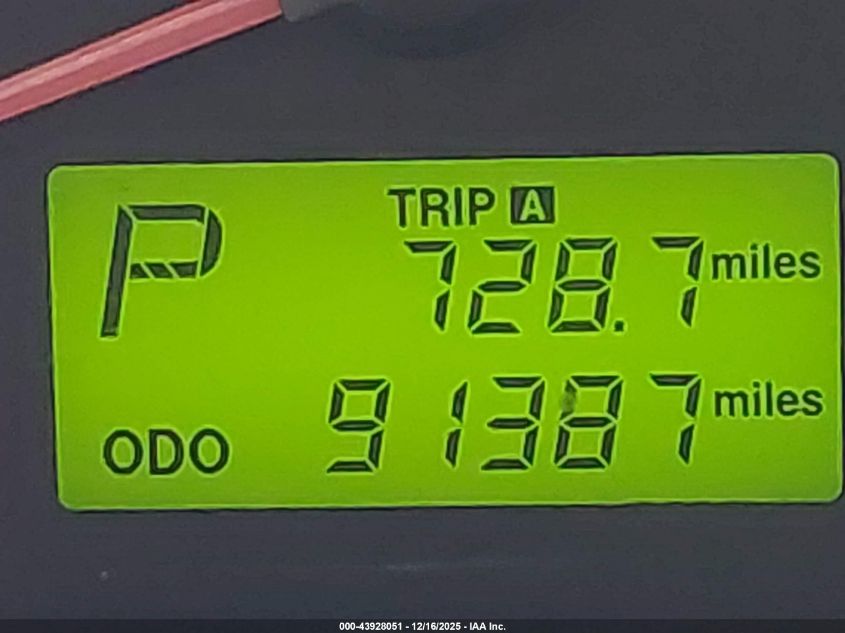 P
TRIP A
728.7 miles
ODO 91387 miles
000-43928051 - 12/16/2025 - IAA Inc.